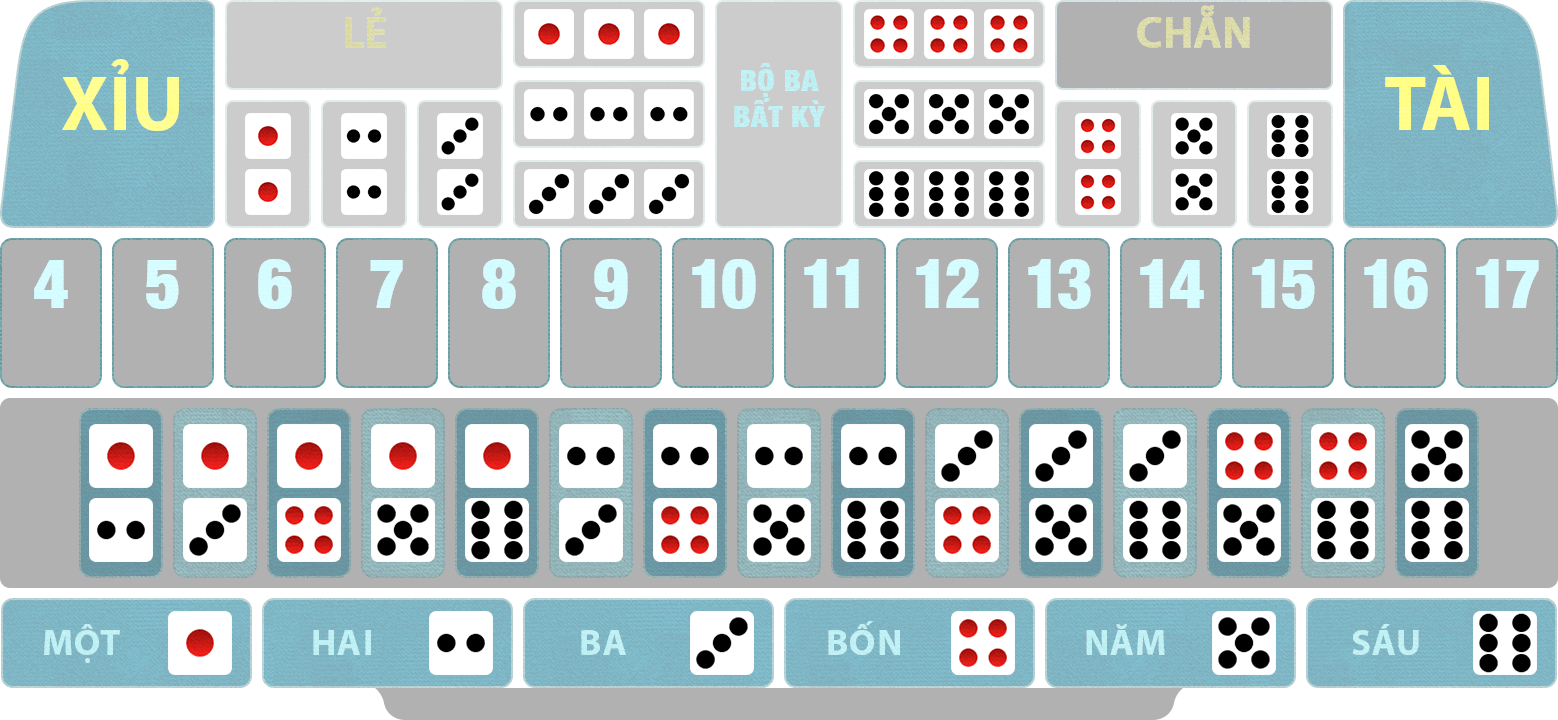 XỈU
LẺ
BỘ BA
BẤT KỲ
CHẴN
TÀI
4 5 6 7 8 9 10 11 12 13 14 15 16 17
MỘT HAI BA BỐN NĂM SÁU